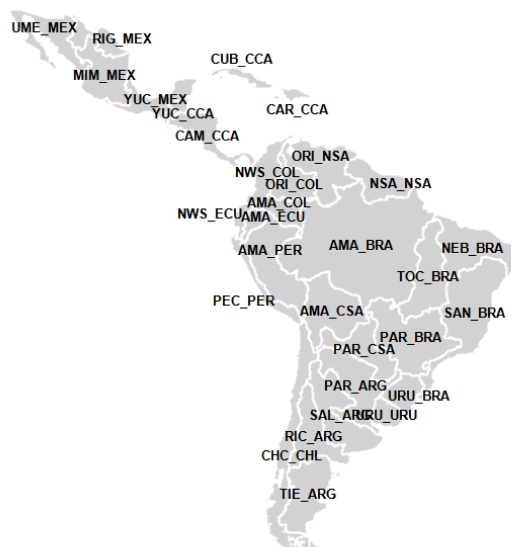 UME_MEX
RIG_MEX
MIM_MEX
CUB_CCA
YUC_MEX
CAR_CCA
YUC_CCA
CAM_CCA
ORI_NSA
NWS_COL
ORI_COL
NSA_NSA
AMA_COL
NWS_ECU
AMA_ECU
AMA_PER
AMA_BRA
NEB_BRA
TOC_BRA
PEC_PER
AMA_CSA
SAN_BRA
PAR_BRA
PAR_CSA
PAR_ARG
URU_BRA
SAL_ARG
URU_URU
RIC_ARG
CHC_CHL
TIE_ARG